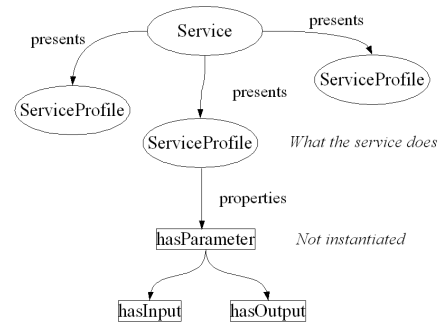 Service
presents
presents
ServiceProfile
presents
ServiceProfile
ServiceProfile
What the service does
properties
hasParameter
Not instantiated
hasInput
hasOutput